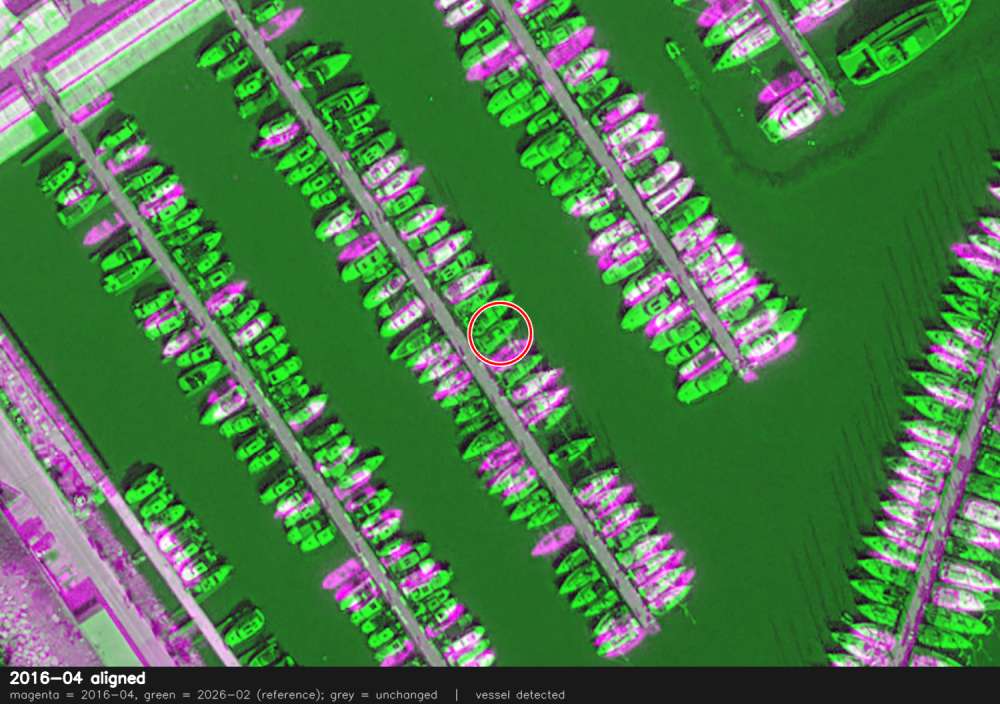 2016-04 aligned
magenta = 2016-04, green = 2026-02 (reference); grey = unchanged | vessel detected